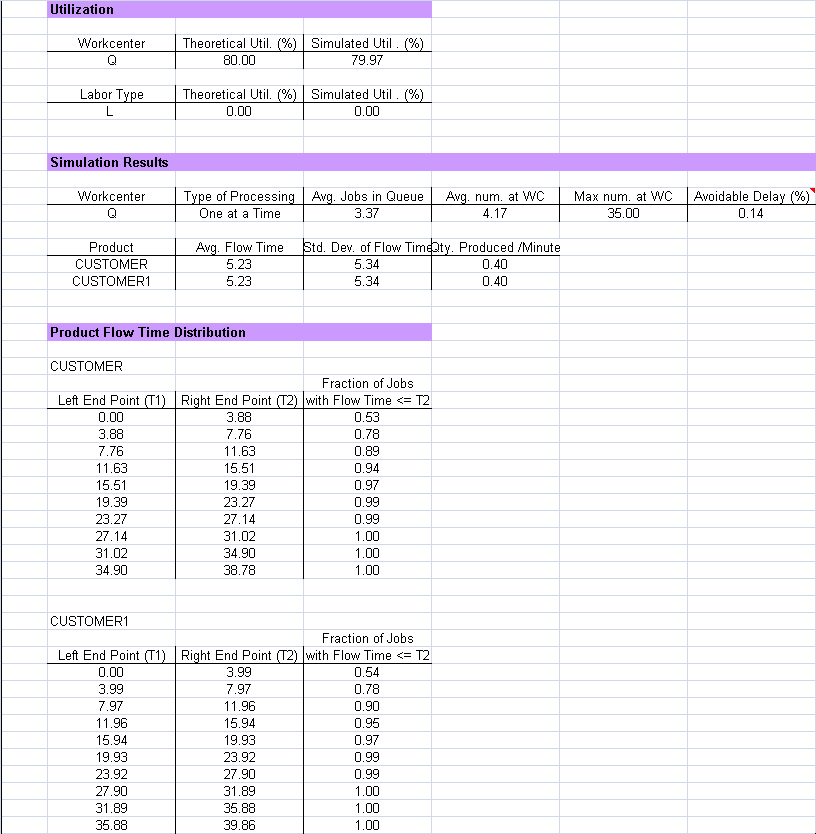 Utilization
Workcenter Theoretical Util. (%) Simulated Util . (%)
Q 80.00 79.97
Labor Type Theoretical Util. (%) Simulated Util . (%)
L 0.00 0.00
Simulation Results
Workcenter Type of Processing Avg. Jobs in Queue Avg. num. at WC Max num. at WC Avoidable Delay (%)
Q One at a Time 3.37 4.17 35.00 0.14
Product Avg. Flow Time Std. Dev. of Flow Time Qty. Produced /Minute
CUSTOMER 5.23 5.34 0.40
CUSTOMER1 5.23 5.34 0.40
Product Flow Time Distribution
CUSTOMER
Fraction of Jobs
Left End Point (T1) Right End Point (T2) with Flow Time <= T2
0.00 3.88 0.53
3.88 7.76 0.78
7.76 11.63 0.89
11.63 15.51 0.94
15.51 19.39 0.97
19.39 23.27 0.99
23.27 27.14 0.99
27.14 31.02 1.00
31.02 34.90 1.00
34.90 38.78 1.00
CUSTOMER1
Fraction of Jobs
Left End Point (T1) Right End Point (T2) with Flow Time <= T2
0.00 3.99 0.54
3.99 7.97 0.78
7.97 11.96 0.90
11.96 15.94 0.95
15.94 19.93 0.97
19.93 23.92 0.99
23.92 27.90 0.99
27.90 31.89 1.00
31.89 35.88 1.00
35.88 39.86 1.00